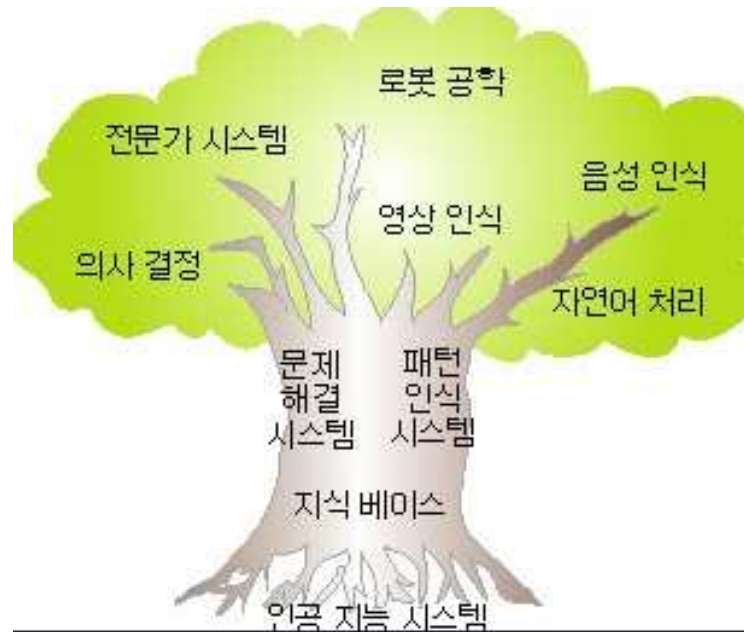 로봇 공학
전문가 시스템
음성 인식
영상 인식
의사 결정
자연어 처리
문제
해결
시스템
패턴
인식
시스템
지식 베이스
인공 지능 시스템